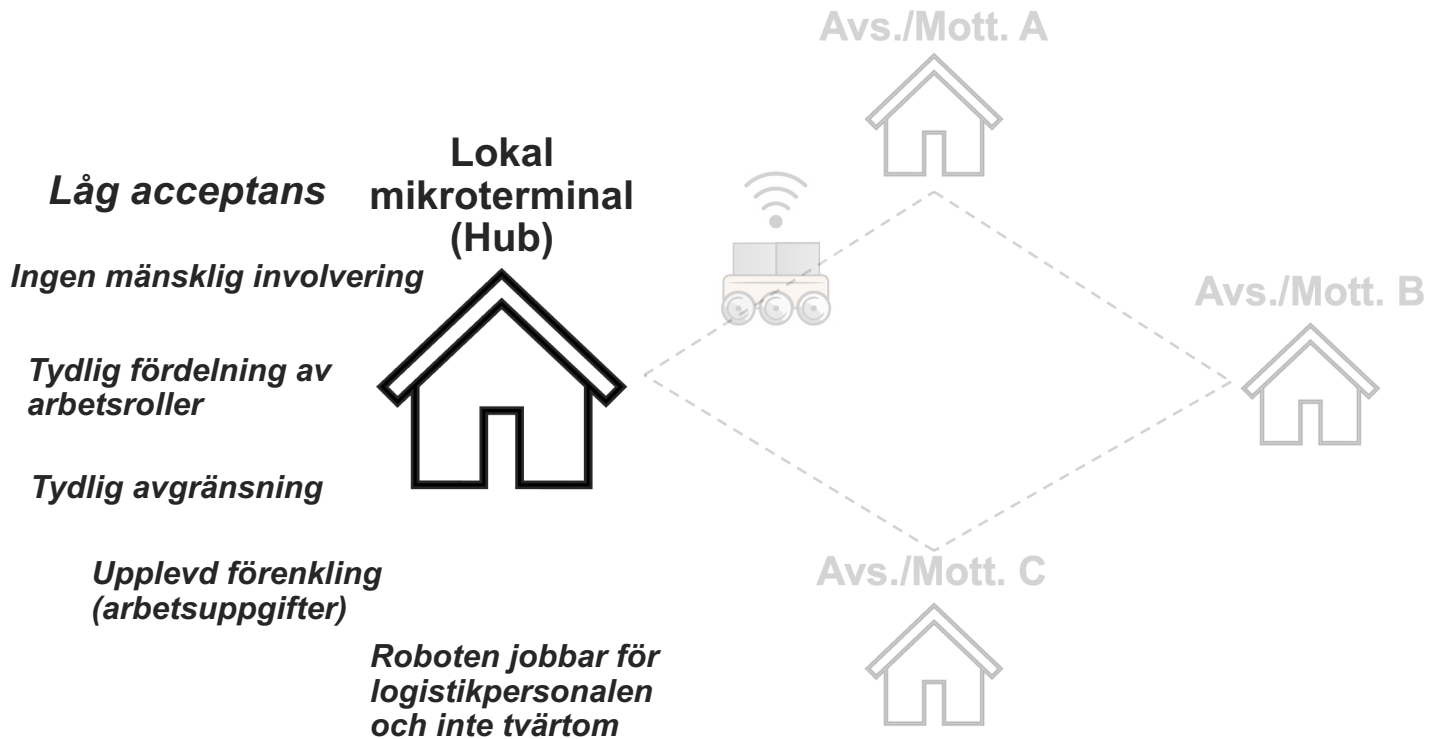 Avs./Mott. A
Lokal
mikroterminal
(Hub)
Låg acceptans
Ingen mänsklig involvering
Avs./Mott. B
Tydlig fördelning av
arbetsroller
Tydlig avgränsning
Upplevd förenkling
(arbetsuppgifter)
Avs./Mott. C
Roboten jobbar för
logistikpersonalen
och inte tvärtom